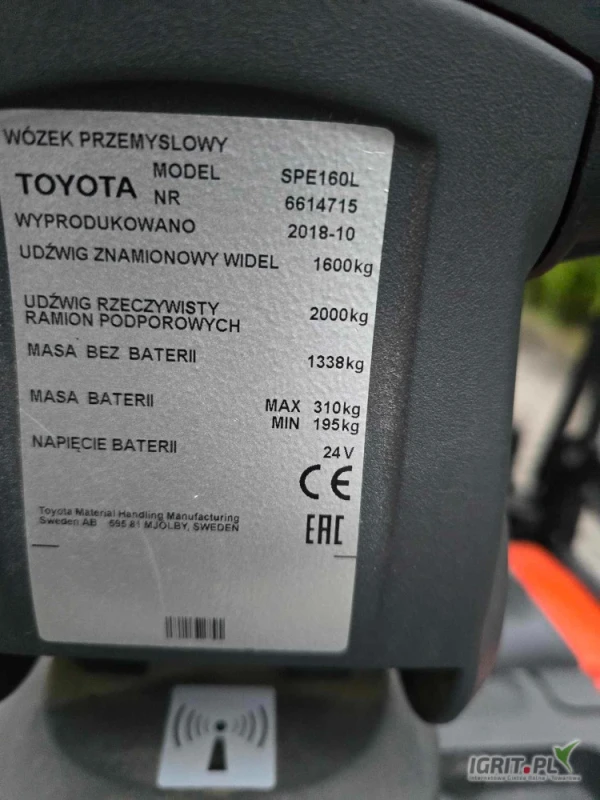 WÓZEK PRZEMYSLOWY
TOYOTA MODEL SPE160L
NR 6614715
WYPRODUKOWANO 2018-10
UDŹWIG ZNAMIONOWY WIDEL 1600kg
UDŹWIG RZECZYWISTY
RAMION PODPOROWYCH 2000kg
MASA BEZ BATERII 1338kg
MASA BATERII MAX 310kg
MIN 195kg
NAPIĘCIE BATERII 24V
CE
Toyota Material Handling Manufacturing
Sweden AB 595 81 MJÖLBY, SWEDEN
EAC
IGRIT.PL